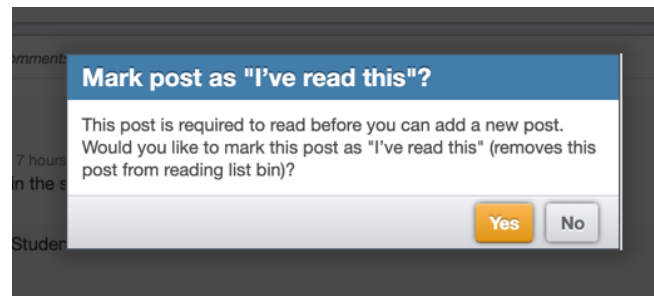 omments
Mark post as "I've read this"?
This post is required to read before you can add a new post.
Would you like to mark this post as "I've read this" (removes this
post from reading list bin)?
7 hours
in the s
Yes No
Studen